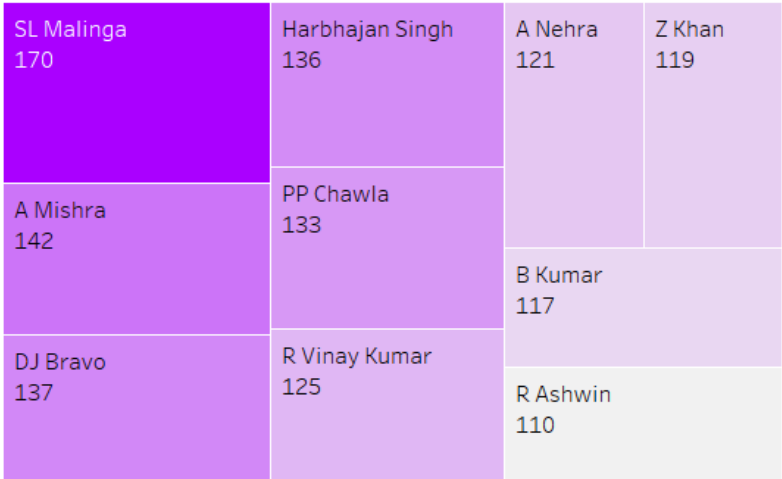 SL Malinga
170
A Mishra
142
DJ Bravo
137
Harbhajan Singh
136
PP Chawla
133
R Vinay Kumar
125
A Nehra
121
Z Khan
119
B Kumar
117
R Ashwin
110